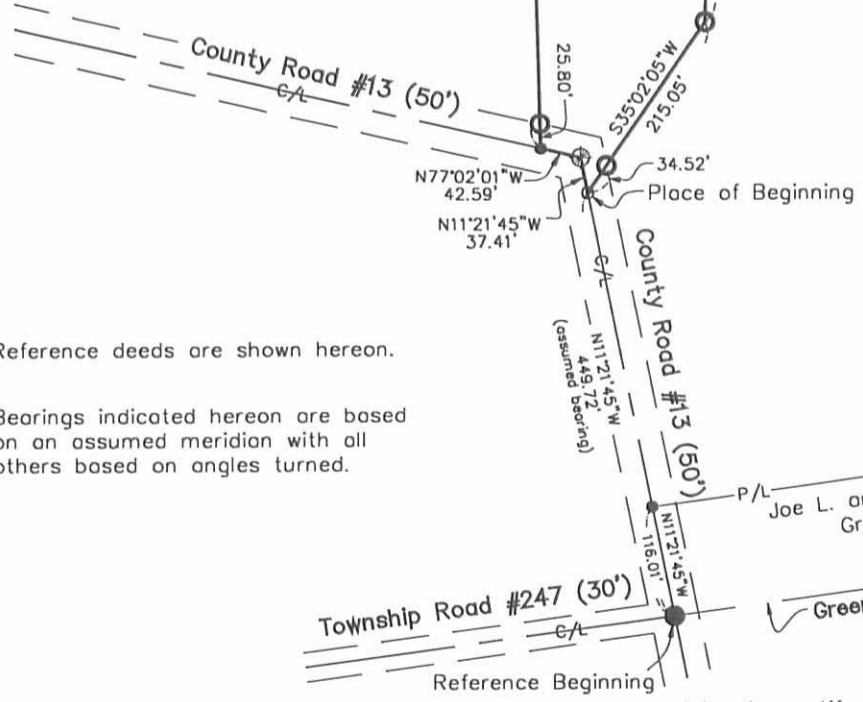 County Road #13 (50')
C/L
25.80'
S35°02'05"W
215.05'
34.52'
Place of Beginning
N77°02'01"W
42.59'
N11°21'45"W
37.41'
C/L
County Road #13 (50')
N11°21'45"W
449.72'
(assumed bearing)
Reference deeds are shown hereon.
Bearings indicated hereon are based
on an assumed meridian with all
others based on angles turned.
P/L
Joe L.
N11°21'45"W
116.01'
Township Road #247 (30')
C/L
Reference Beginning